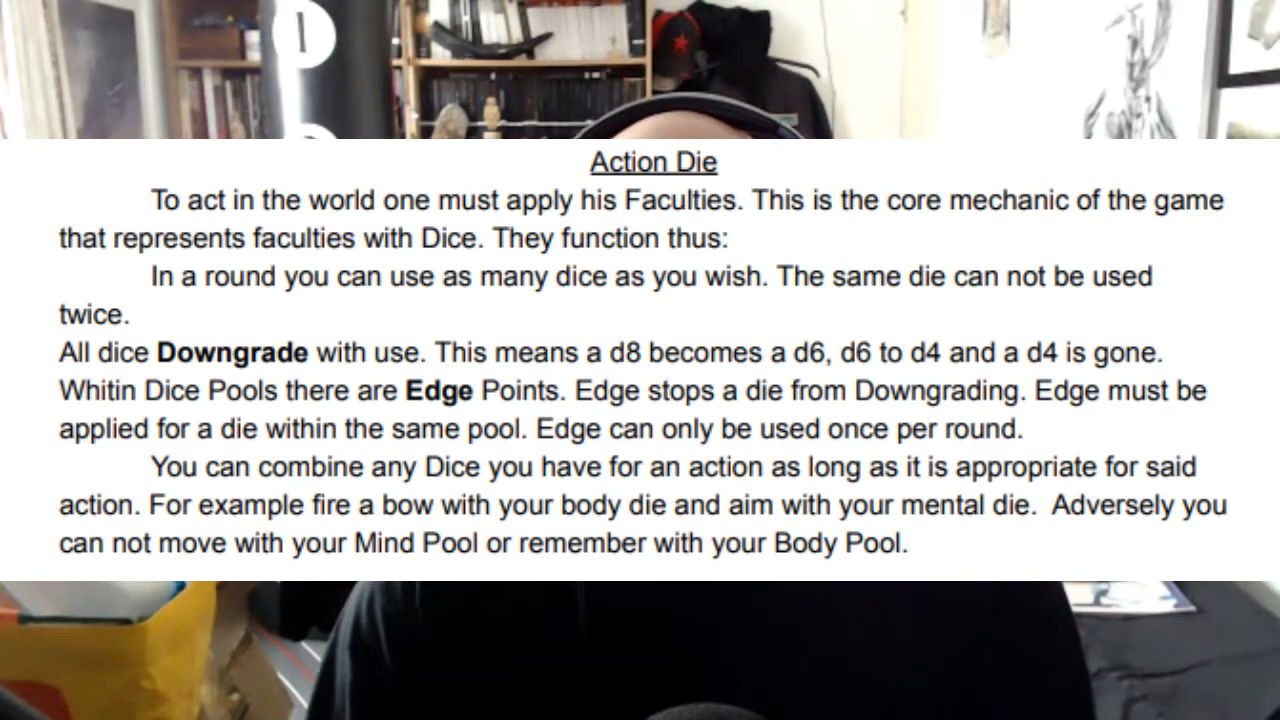 Action Die
To act in the world one must apply his Faculties. This is the core mechanic of the game
that represents faculties with Dice. They function thus:
In a round you can use as many dice as you wish. The same die can not be used
twice.
All dice Downgrade with use. This means a d8 becomes a d6, d6 to d4 and a d4 is gone.
Whitin Dice Pools there are Edge Points. Edge stops a die from Downgrading. Edge must be
applied for a die within the same pool. Edge can only be used once per round.
You can combine any Dice you have for an action as long as it is appropriate for said
action. For example fire a bow with your body die and aim with your mental die.  Adversely you
can not move with your Mind Pool or remember with your Body Pool.